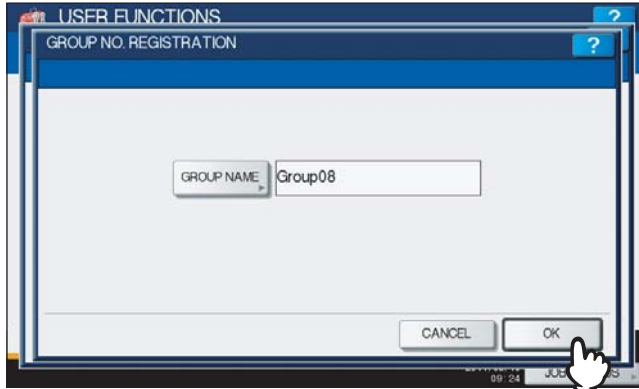 USER FUNCTIONS
?
GROUP NO. REGISTRATION
?
GROUP NAME
Group08
CANCEL
OK
09:24